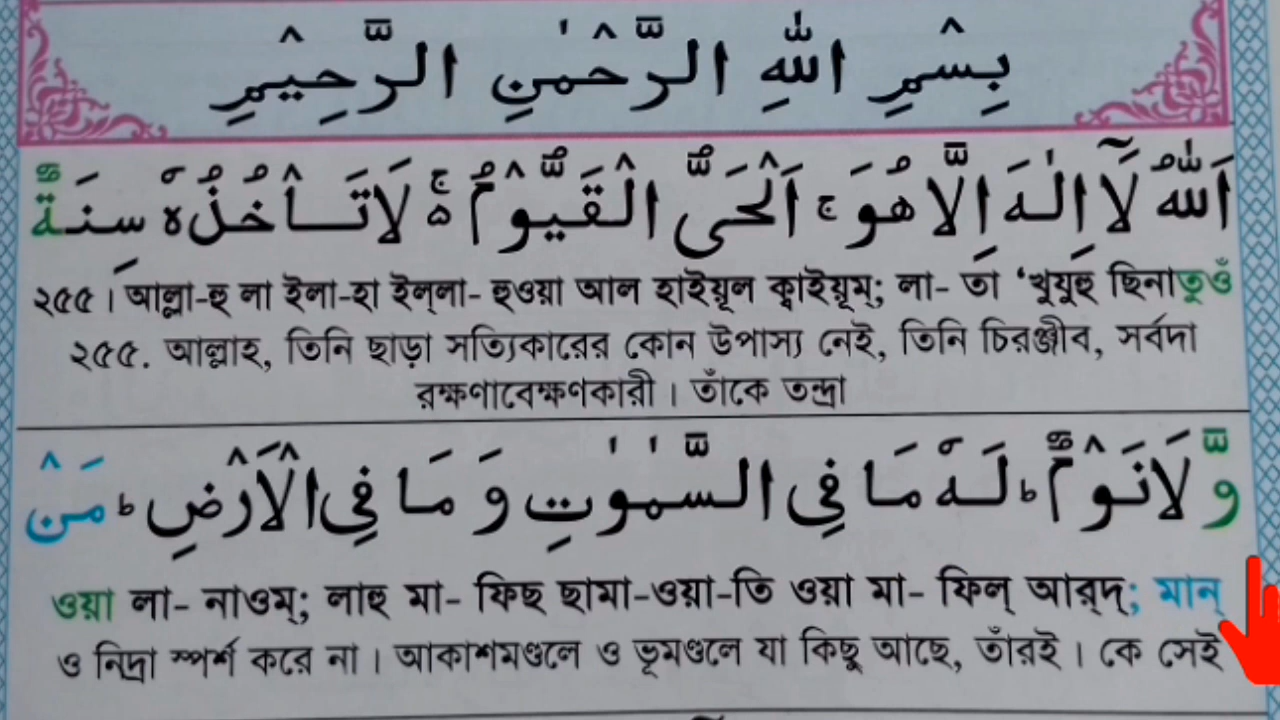 بِسْمِ اللّٰهِ الرَّحْمٰنِ الرَّحِيْمِ
اَللّٰهُ لَآ اِلٰهَ اِلَّا هُوَ ۚ اَلْحَىُّ الْقَيُّوْمُ ۚ۬ لَا تَاْخُذُهٗ سِنَةٌ
২৫৫। আল্লা-হু লা ইলা-হা ইল্‌লা- হুওয়া আল হাইয়্যূল ক্বাইয়্যূম্; লা- তা ‘খুযুহু ছিনাতুওঁ
২৫৫. আল্লাহ, তিনি ছাড়া সত্যিকারের কোন উপাস্য নেই, তিনি চিরঞ্জীব, সর্বদা
রক্ষণাবেক্ষণকারী। তাঁকে তন্দ্রা
وَّلَا نَوْمٌ ؕ لَهٗ مَا فِى السَّمٰوٰتِ وَ مَا فِى الْاَرْضِ ؕ مَنْ
ওয়া লা- নাওম্; লাহু মা- ফিছ ছামা-ওয়া-তি ওয়া মা- ফিল্ আর্‌দ্; মান্
ও নিদ্রা স্পর্শ করে না। আকাশমণ্ডলে ও ভূমণ্ডলে যা কিছু আছে, তাঁরই। কে সেই